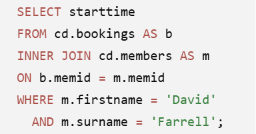 SELECT starttime
FROM cd.bookings AS b
INNER JOIN cd.members AS m
ON b.memid = m.memid
WHERE m.firstname = 'David'
AND m.surname = 'Farrell';